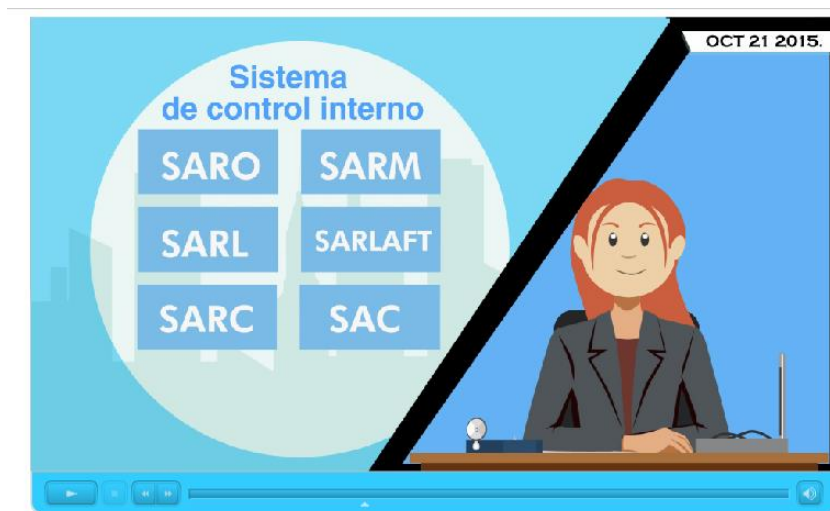 OCT 21 2015.
Sistema
de control interno
SARO
SARM
SARL
SARLAFT
SARC
SAC